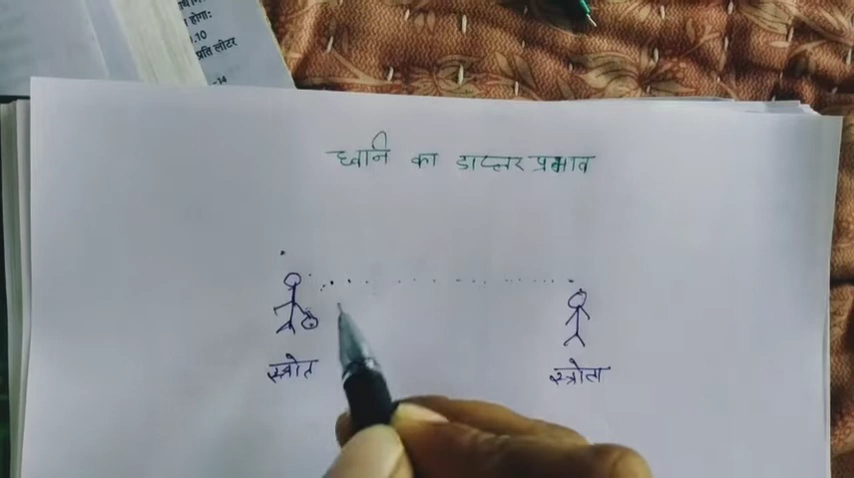 होगा:
.10
प्रति लीटर
ध्वनि का डाप्लर प्रभाव
स्त्रोत
स्त्रोता